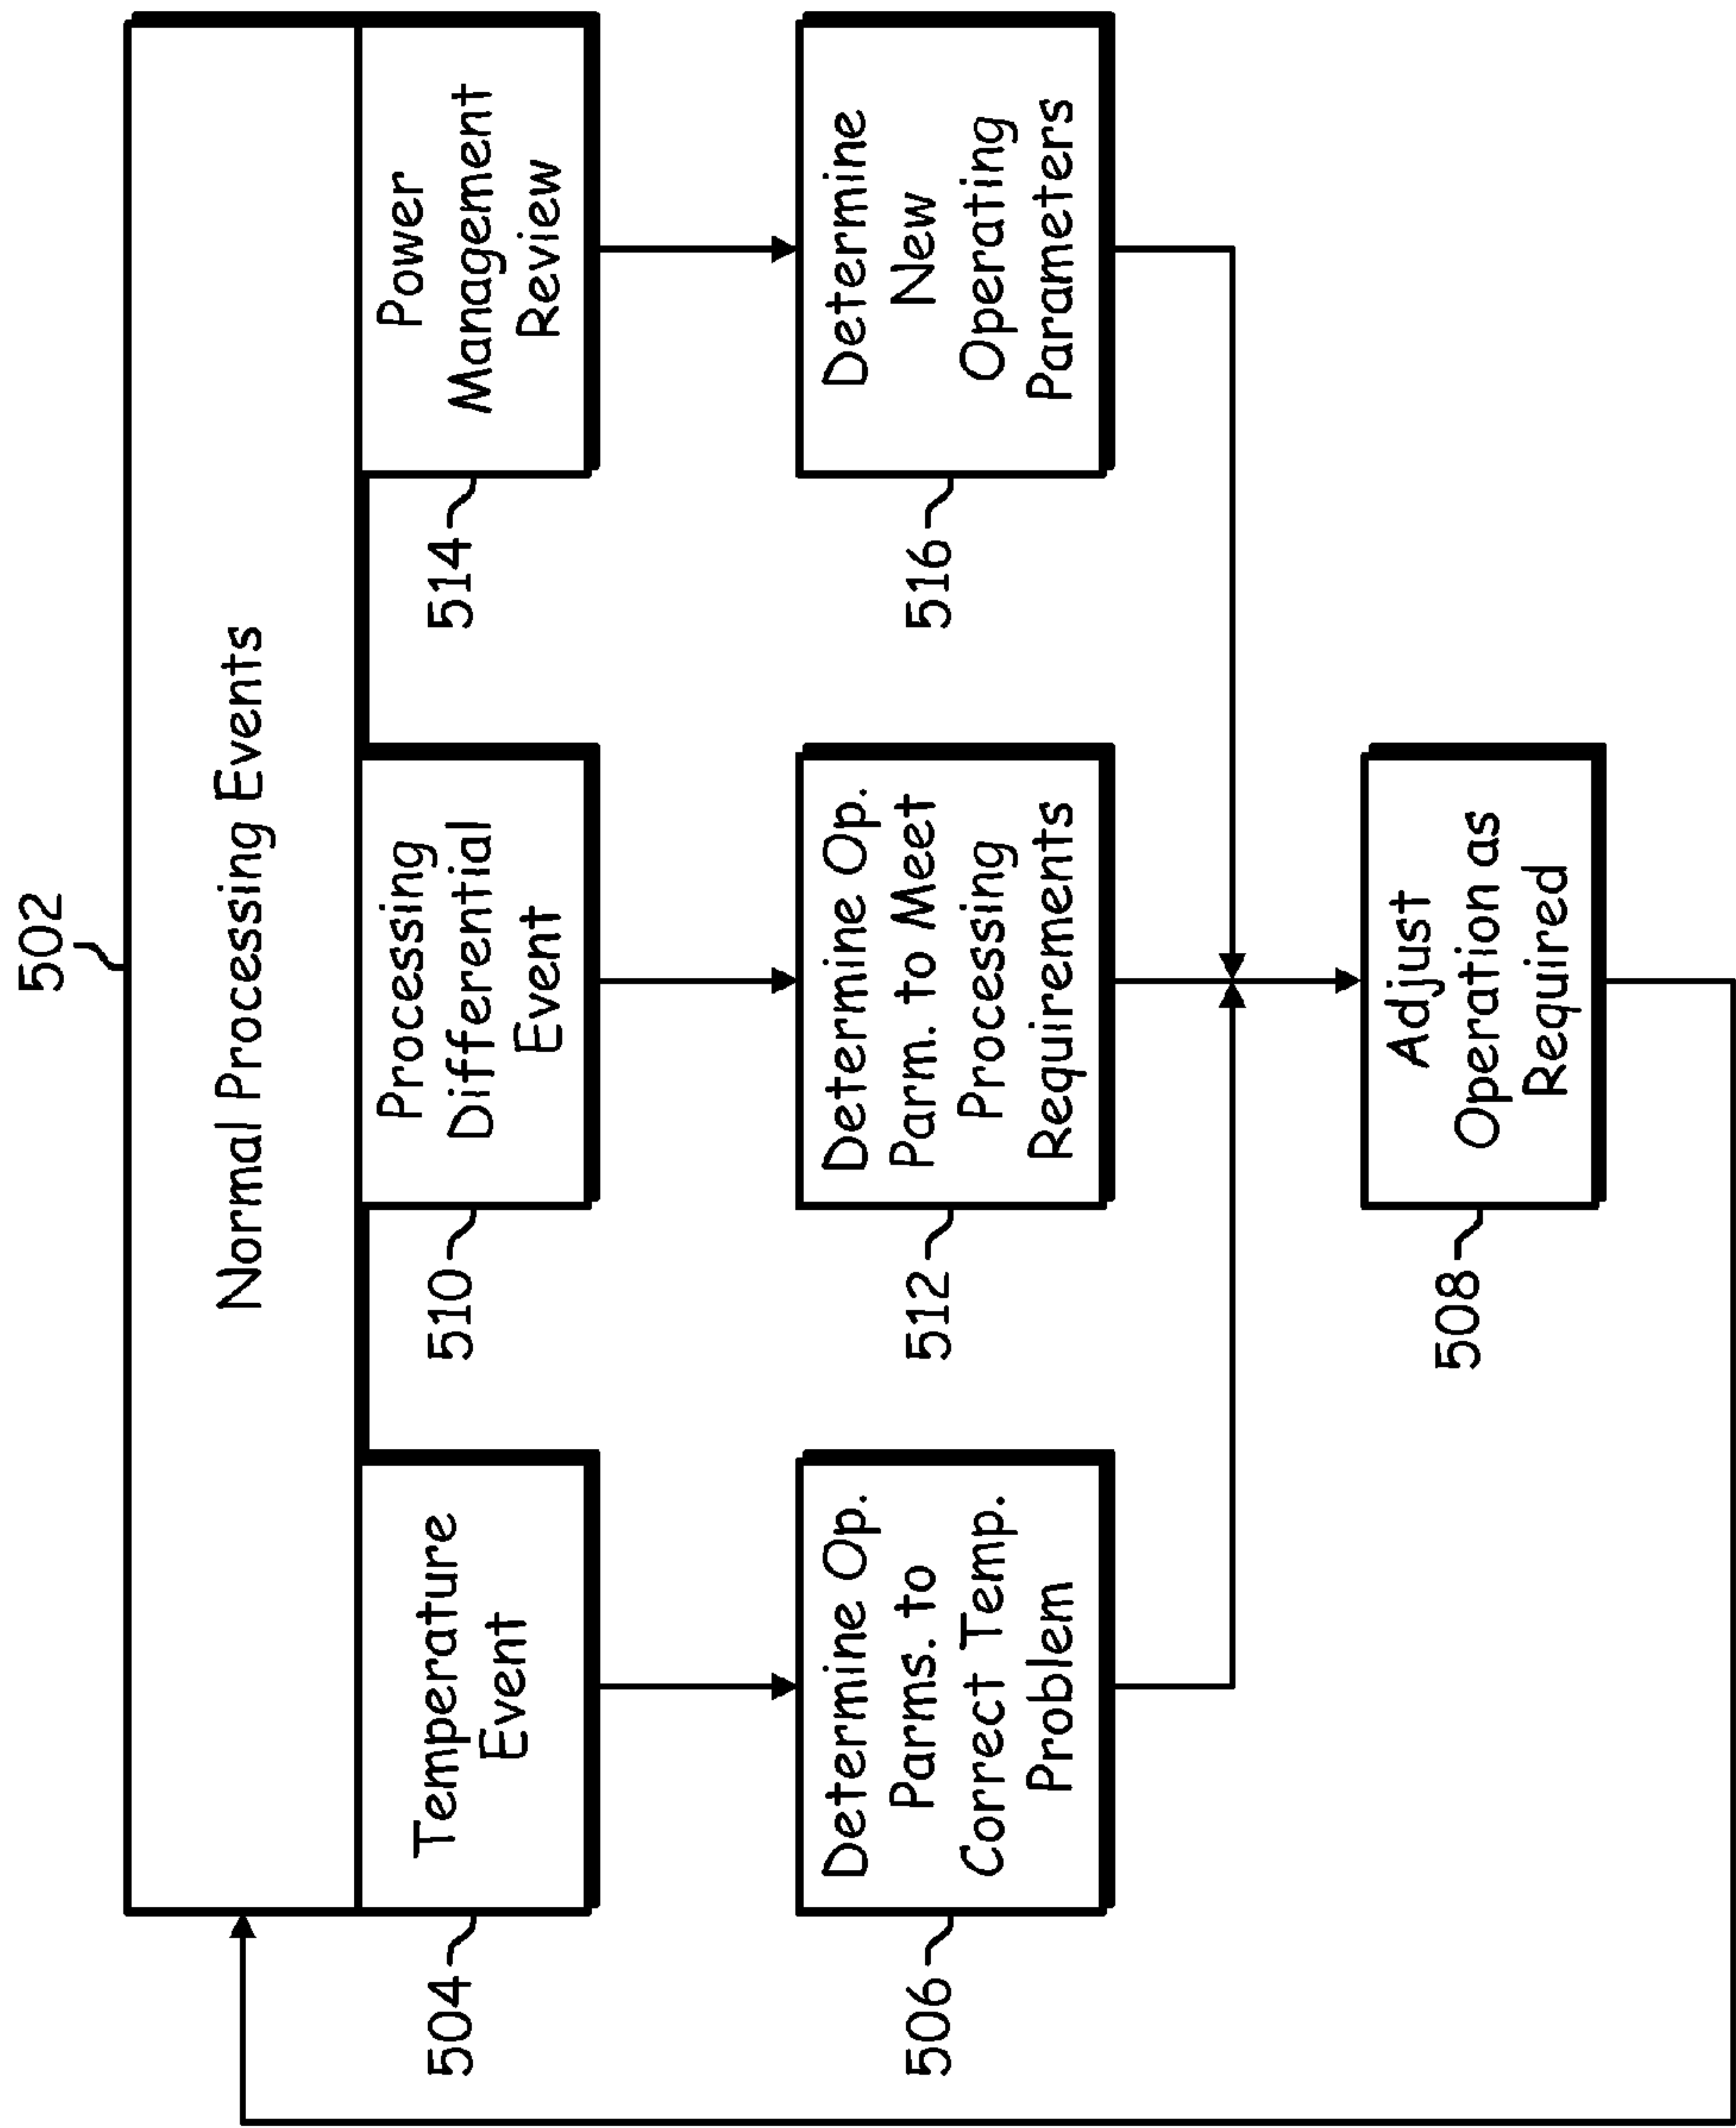 502
Normal Processing Events
504
Temperature
Event
510
Processing
Differential
Event
514
Power
Management
Review
506
Determine Op.
Parms. to
Correct Temp.
Problem
512
Determine Op.
Parm. to Meet
Processing
Requirements
516
Determine
New
Operating
Parameters
508
Adjust
Operation as
Required